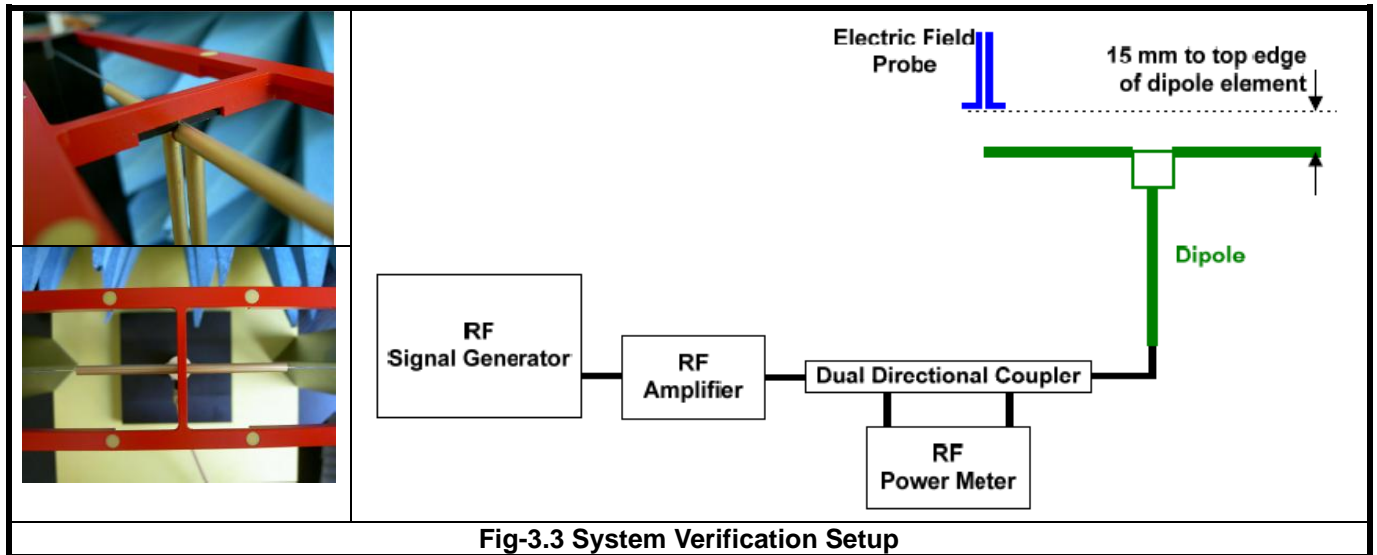 Electric Field
Probe
15 mm to top edge
of dipole element
Dipole
RF
Signal Generator
RF
Amplifier
Dual Directional Coupler
RF
Power Meter
Fig-3.3 System Verification Setup